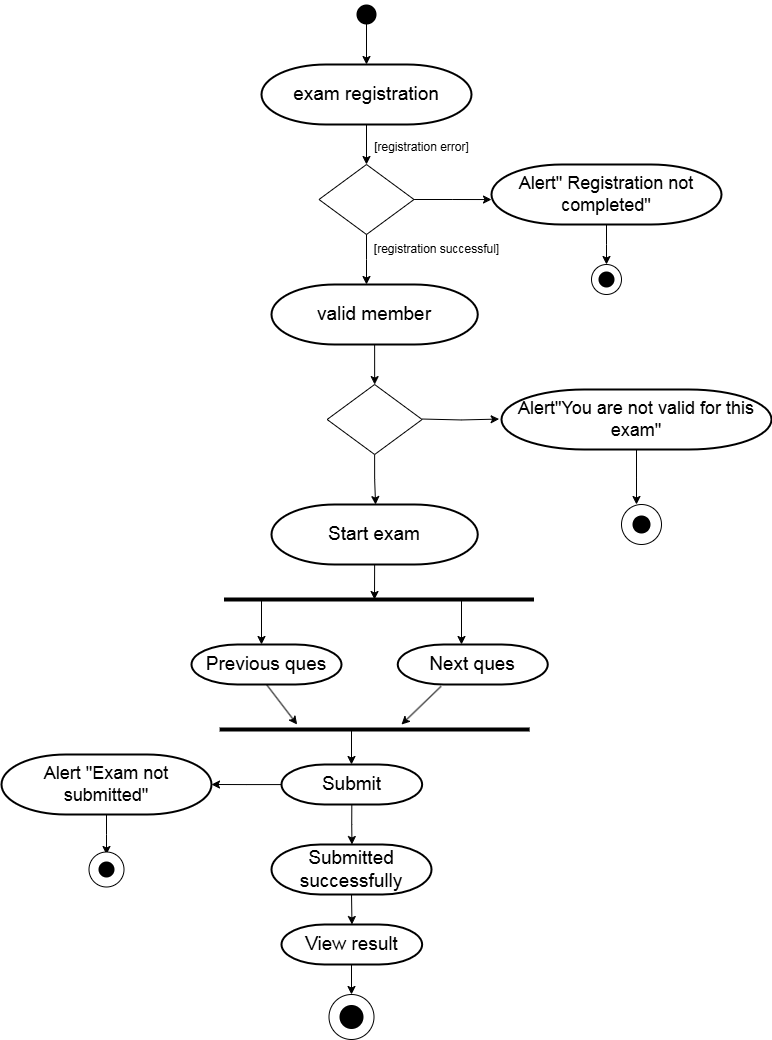 exam registration
[registration error]
Alert" Registration not
completed"
[registration successful]
valid member
Alert"You are not valid for this
exam"
Start exam
Previous ques
Next ques
Alert "Exam not
submitted"
Submit
Submitted
successfully
View result